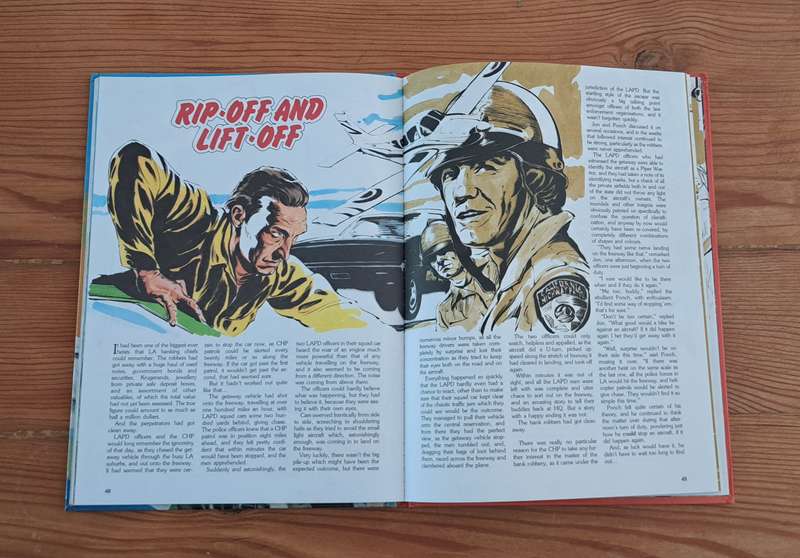 RIP-OFF AND
LIFT-OFF
It had been one of the biggest ever
heists that LA banking chiefs
could remember. The robbers had
got away with a huge haul of used
notes, government bonds and
securities, Krugerrands, jewellery
from private safe deposit boxes,
and an assortment of other
valuables, of which the total value
had not yet been assessed. The true
figure could amount to as much as
half a million dollars.
And the perpetrators had got
clean away.
LAPD officers and the CHP
would long remember the ignominy
of that day, as they chased the get-
away vehicle through the busy LA
suburbs, and out onto the freeway.
It had seemed that they were cer-
48
tain to stop the car now, as CHP
patrols could be started every
twenty miles or so along the
freeway. If the car got past the first
patrol, it wouldn't get past the se-
cond, that had seemed sure.
But it hadn't worked out quite
like that.
The getaway vehicle had shot
onto the freeway, travelling at over
one hundred miles an hour, with
LAPD squad cars some two hun-
dred yards behind, giving chase.
The police officers knew that a CHP
patrol was in position eight miles
ahead, and they felt pretty confi-
dent that within minutes the car
would have been stopped, and the
men apprehended.
Suddenly and astonishingly, the
two LAPD officers in their squad car
heard the roar of an engine much
more powerful than that of any
vehicle travelling on the freeway,
and it also seemed to be coming
from a different direction. The noise
was coming from above them.
The officers could hardly believe
what was happening, but they had
to believe it, because they were see-
ing it with their own eyes.
Cars swerved frantically from side
to side, screeching to shuddering
halts as they tried to avoid the small
light aircraft which, astoundingly
enough, was coming in to land on
the freeway.
Very luckily, there wasn't the big
pile-up which might have been the
expected outcome, but there were
numerous minor bumps, as all the
freeway drivers were taken com-
pletely by surprise and lost their
concentration as they tried to keep
their eyes both on the road and on
the aircraft.
Everything happened so quickly,
that the LAPD hardly even had a
chance to react, other than to make
sure that their squad car kept clear
of the chaotic traffic jam which they
could see would be the outcome.
They managed to pull their vehicle
onto the central reservation, and
from there they had the perfect
view, as the getaway vehicle stop-
ped, the men tumbled out, and,
dragging their bags of loot behind
them, raced across the freeway and
clambered aboard the plane.
The two officers could only
watch, helpless and appalled, as the
aircraft did a U-turn, picked up
speed along the stretch of freeway it
had cleared in landing, and took off
again.
Within minutes it was out of
sight, and all the LAPD cars were
left with was complete and utter
chaos to sort out on the freeway,
and an amazing story to tell their
buddies back at HQ. But a story
with a happy ending it was not.
The bank robbers had got clean
away.
There was really no particular
reason for the CHP to take any fur-
ther interest in the matter of the
bank robbery, as it came under the
jurisdiction of the LAPD. But the
startling style of the escape was
obviously a big talking point
amongst officers of both the law
enforcement organisations, and it
wasn't forgotten quickly.
Jon and Ponch discussed it on
several occasions, and in the weeks
that followed interest continued to
be strong, particularly as the robbers
were never apprehended.
The LAPD officers who had
witnessed the getaway were able to
identify the aircraft as a Piper War-
rior, and they had taken a note of its
identifying marks, but a check of all
the private airfields both in and out
of the state did not throw any light
on the aircraft's owners. The
roundels and other insignia were
obviously painted on specifically to
confuse the question of identifi-
cation, and anyway by now would
certainly have been re-covered, by
completely different combinations
of shapes and colours.
"They had some nerve landing
on the freeway like that," remarked
Jon, one afternoon, when the two
officers were just beginning a turn of
duty.
"I sure would like to be there
when and if they do it again."
"Me too, buddy," replied the
ebullient Ponch, with enthusiasm.
"I'd find some way of stopping 'em,
that's for sure."
"Don't be too certain," replied
Jon. "What good would a bike be
against an aircraft? If it did happen
again, I bet they'd get away with it
again."
"Well, surprise wouldn't be on
their side this time," said Ponch,
musing it over. "If there was
another heist on the same scale as
the last one, all the police forces in
LA would hit the freeway, and heli-
copter patrols would be alerted to
give chase. They wouldn't find it so
simple this time."
Ponch felt quite certain of his
theory, and he continued to think
the matter over during that after-
noon's turn of duty, pondering just
how he could stop an aircraft, if it
did happen again.
And, as luck would have it, he
didn't have to wait too long to find
out...
49